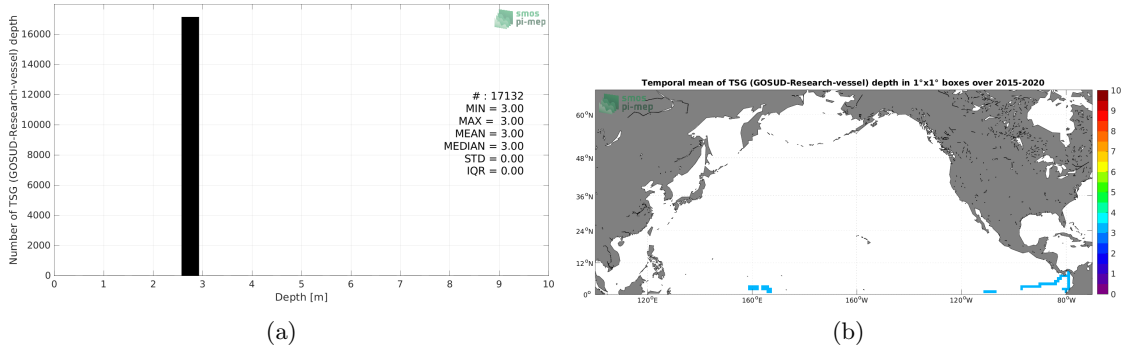 smos
pi-mep
Number of TSG (GOSUD-Research-vessel) depth
16000
14000
12000
10000
8000
6000
4000
2000
0
# : 17132
MIN = 3.00
MAX = 3.00
MEAN = 3.00
MEDIAN = 3.00
STD = 0.00
IQR = 0.00
0 1 2 3 4 5 6 7 8 9 10
Depth [m]
(a)
Temporal mean of TSG (GOSUD-Research-vessel) depth in 1°x1° boxes over 2015-2020
smos
pi-mep
60°N
48°N
36°N
24°N
12°N
0°
120°E 160°E 160°W 120°W 80°W
10
9
8
7
6
5
4
3
2
1
0
(b)